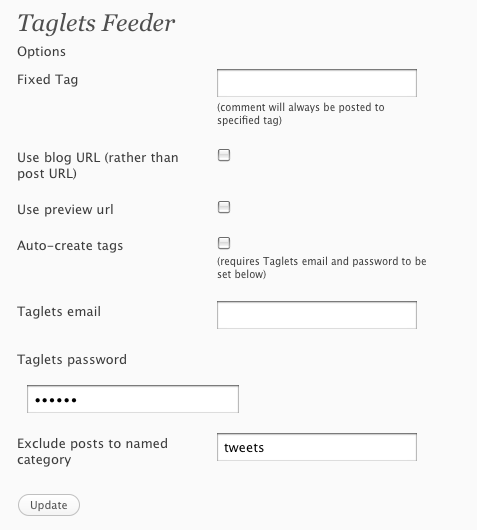 Taglets Feeder
Options
Fixed Tag
(comment will always be posted to
specified tag)
Use blog URL (rather than
post URL)
Use preview url
Auto-create tags
(requires Taglets email and password to be
set below)
Taglets email
Taglets password
••••••
Exclude posts to named
category
tweets
Update